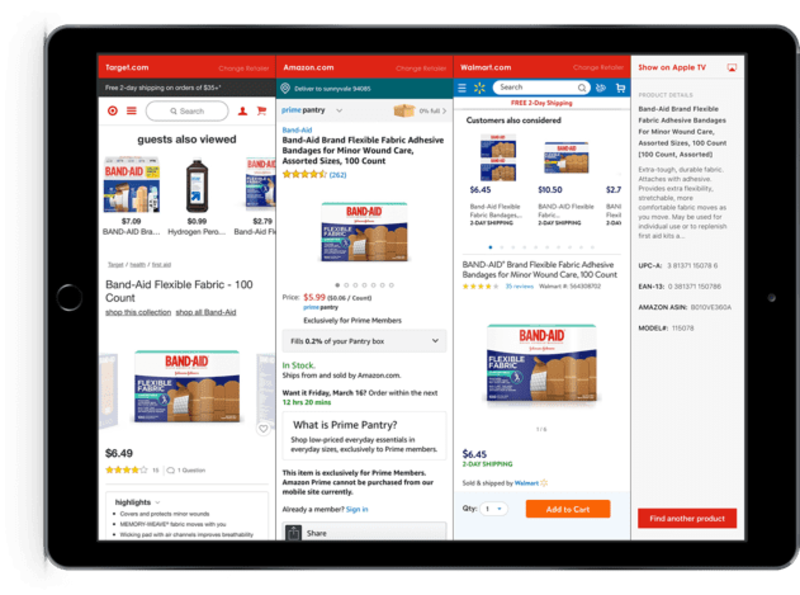 Target.com
Change Retailer
Free 2-day shipping on orders of $35+*
Search
guests also viewed
BAND-AID
$7.09
BAND-AID Bra...
$0.99
Hydrogen Pero...
BAND-AID
$2.79
Band-Aid Fl
Target / health / first aid
Band-Aid Flexible Fabric - 100
Count
shop this collection shop all Band-Aid
BAND-AID
FLEXIBLE
FABRIC
100
$6.49
15
1 Question
highlights
Covers and protects minor wounds
MEMORY-WEAVE® fabric moves with you
Wicking pad with air channels improves breathability
Amazon.com
Change Retailer
Deliver to sunnyvale 94085
prime pantry
0% full
Band-Aid
Band-Aid Brand Flexible Fabric Adhesive
Bandages for Minor Wound Care,
Assorted Sizes, 100 Count
(262)
BAND-AID
FLEXIBLE
FABRIC
100
Price: $5.99 ($0.06 / Count)
prime pantry
Exclusively for Prime Members
Fills 0.2% of your Pantry box
In Stock.
Ships from and sold by Amazon.com.
Want it Friday, March 16? Order within the next
12 hrs 20 mins
What is Prime Pantry?
Shop low-priced everyday essentials in
everyday sizes, exclusively to Prime members.
This item is exclusively for Prime Members.
Amazon Prime cannot be purchased from our
mobile site currently.
Already a member? Sign in
Share
Walmart.com
Change Retailer
Search
FREE 2-Day Shipping
Customers also considered
$6.45
BAND-AID Flexible
Fabric Bandages,...
2-DAY SHIPPING
$10.50
BAND-AID Flexible
Fabric...
2-DAY SHIPPING
$2.7
BAND
Flexi
2-DA
BAND-AID® Brand Flexible Fabric Adhesive
Bandages for Minor Wound Care, 100 Count
35 reviews Walmart #: 564308702
BAND-AID
FLEXIBLE
FABRIC
100
1 / 6
$6.45
2-DAY SHIPPING
Sold & shipped by Walmart
Qty: 1
Add to Cart
Show on Apple TV
PRODUCT DETAILS
Band-Aid Brand Flexible
Fabric Adhesive Bandages
For Minor Wound Care,
Assorted Sizes, 100 Count
[100 Count, Assorted]
Extra-tough, durable fabric.
Attaches with adhesive.
Provides extra flexibility,
stretchable, more
comfortable fabric moves as
you move. May be used for
individual use or to replenish
first aid kits a...
UPC-A: 3 81371 15078 6
EAN-13: 0 381371 150786
AMAZON ASIN: B010VE360A
MODEL#: 115078
Find another product